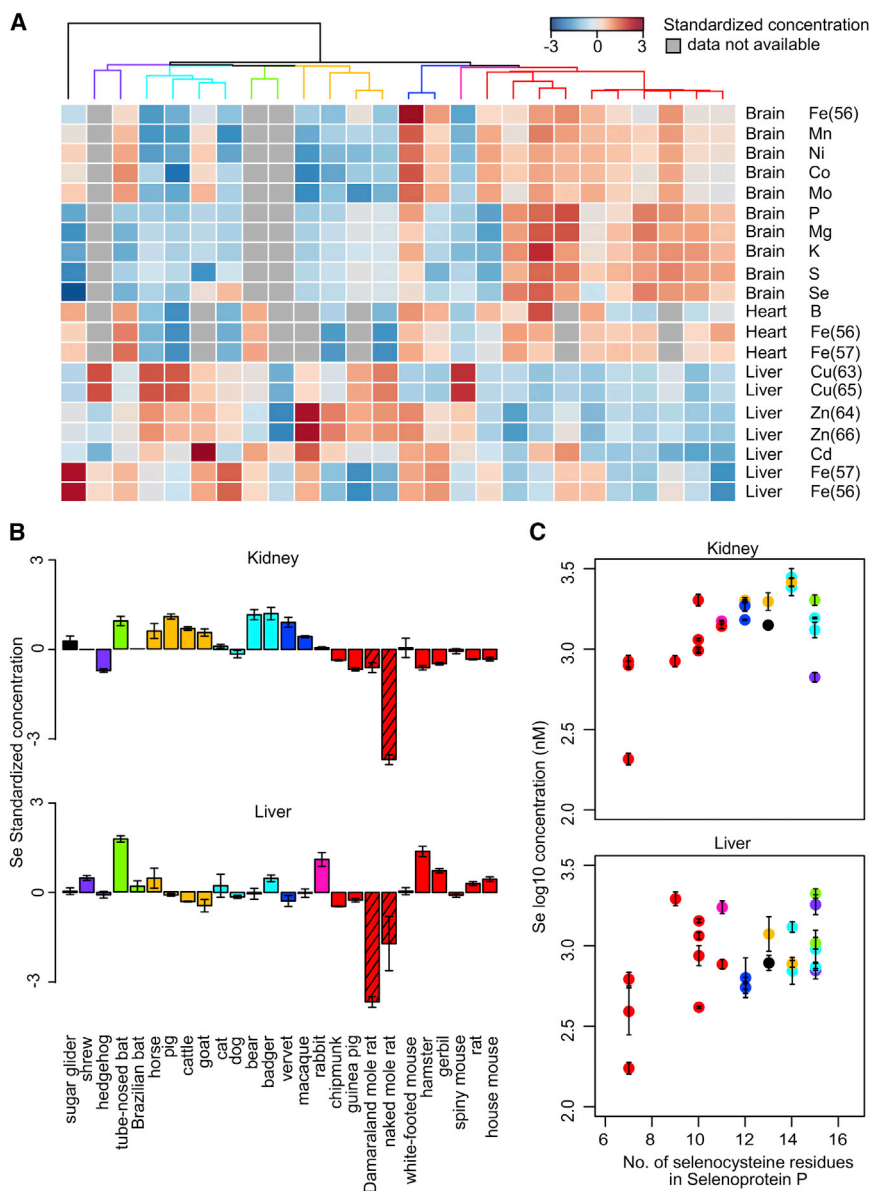 A
Standardized concentration
-3 0 3
data not available
Brain Fe(56)
Brain Mn
Brain Ni
Brain Co
Brain Mo
Brain P
Brain Mg
Brain K
Brain S
Brain Se
Heart B
Heart Fe(56)
Heart Fe(57)
Liver Cu(63)
Liver Cu(65)
Liver Zn(64)
Liver Zn(66)
Liver Cd
Liver Fe(57)
Liver Fe(56)
B
Kidney
3
0
-3
Liver
3
0
-3
Se Standardized concentration
sugar glider
shrew
hedgehog
tube-nosed bat
Brazilian bat
horse
pig
cattle
goat
cat
dog
bear
badger
vervet
macaque
rabbit
chipmunk
guinea pig
Damaraland mole rat
naked mole rat
white-footed mouse
hamster
gerbil
spiny mouse
rat
house mouse
C
Kidney
3.5
3.0
2.5
2.0
Liver
3.5
3.0
2.5
2.0
Se log10 concentration (nM)
6 8 10 12 14 16
No. of selenocysteine residues
in Selenoprotein P